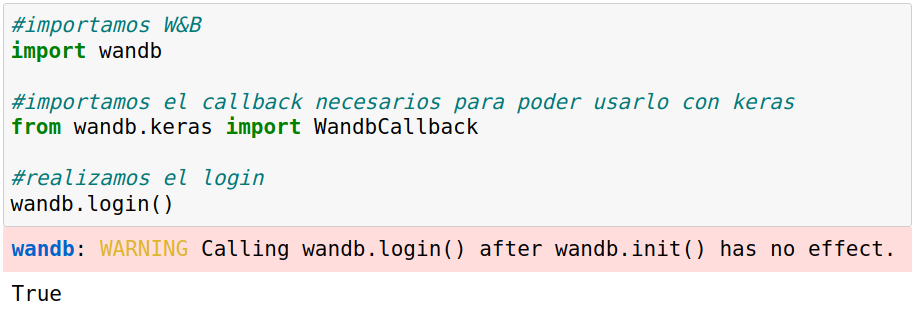 #importamos W&B
import wandb
#importamos el callback necesarios para poder usarlo con keras
from wandb.keras import WandbCallback
#realizamos el login
wandb.login()
wandb: WARNING Calling wandb.login() after wandb.init() has no effect.
True